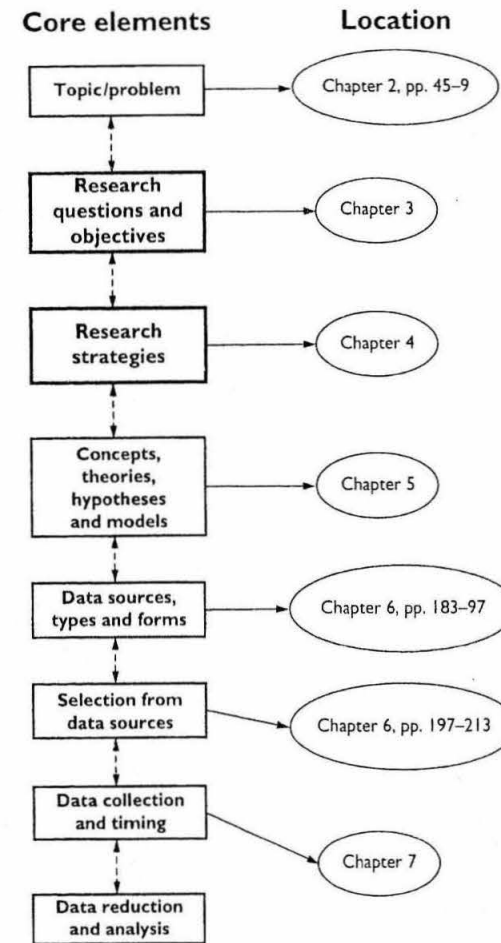 Core elements
Location
Topic/problem
Chapter 2, pp. 45–9
Research
questions and
objectives
Chapter 3
Research
strategies
Chapter 4
Concepts,
theories,
hypotheses
and models
Chapter 5
Data sources,
types and forms
Chapter 6, pp. 183–97
Selection from
data sources
Chapter 6, pp. 197–213
Data collection
and timing
Chapter 7
Data reduction
and analysis